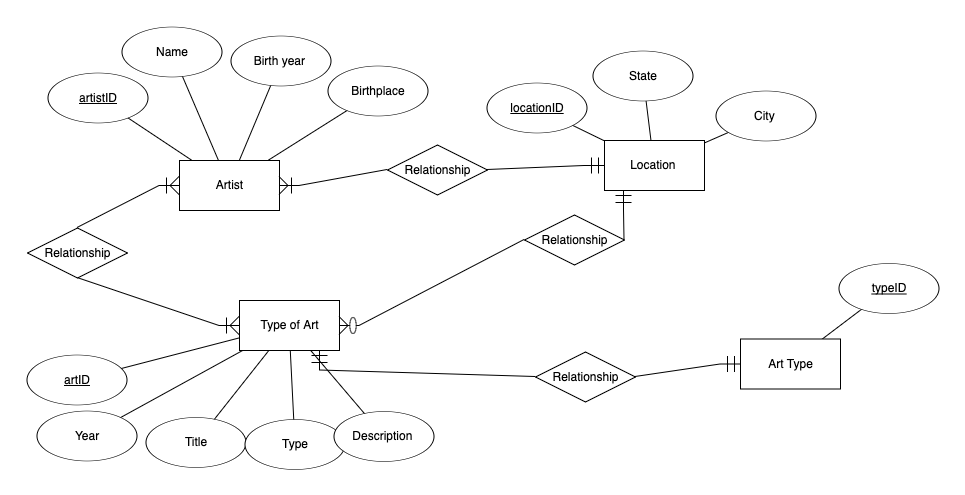 Name
Birth year
artistID
Birthplace
State
locationID
City
Artist
Relationship
Location
Relationship
Relationship
typeID
Type of Art
artID
Relationship
Art Type
Year
Title
Type
Description